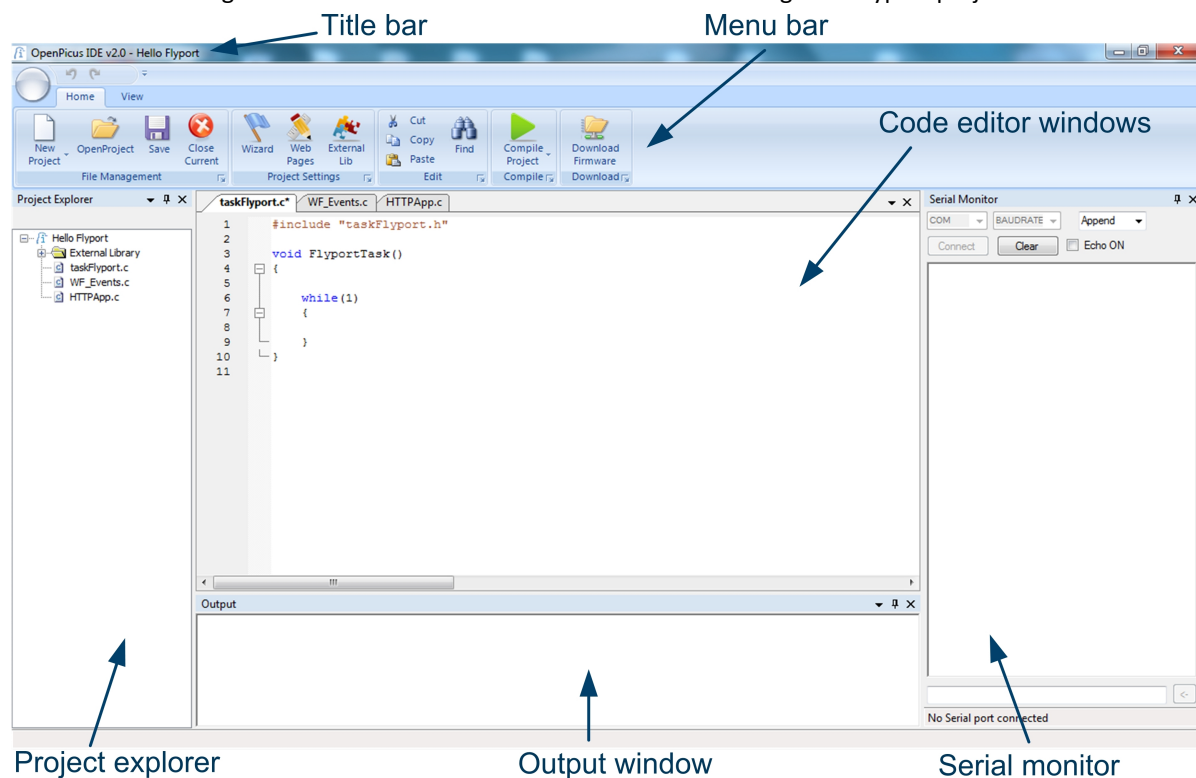 Title bar
Menu bar
OpenPicus IDE v2.0 - Hello Flyport
Home View
Code editor windows
New Project
OpenProject
Save
Close Current
File Management
Wizard
Web Pages
External Lib
Project Settings
Cut
Copy
Paste
Find
Edit
Compile Project
Compile
Download Firmware
Download
Project Explorer
Hello Flyport
External Library
taskFlyport.c
WF_Events.c
HTTPApp.c
taskFlyport.c* WF_Events.c HTTPApp.c
1 #include "taskFlyport.h"
2
3 void FlyportTask()
4 {
5
6 while(1)
7 {
8
9 }
10 }
11
Serial Monitor
COM BAUDRATE Append
Connect Clear Echo ON
Output
No Serial port connected
Project explorer
Output window
Serial monitor